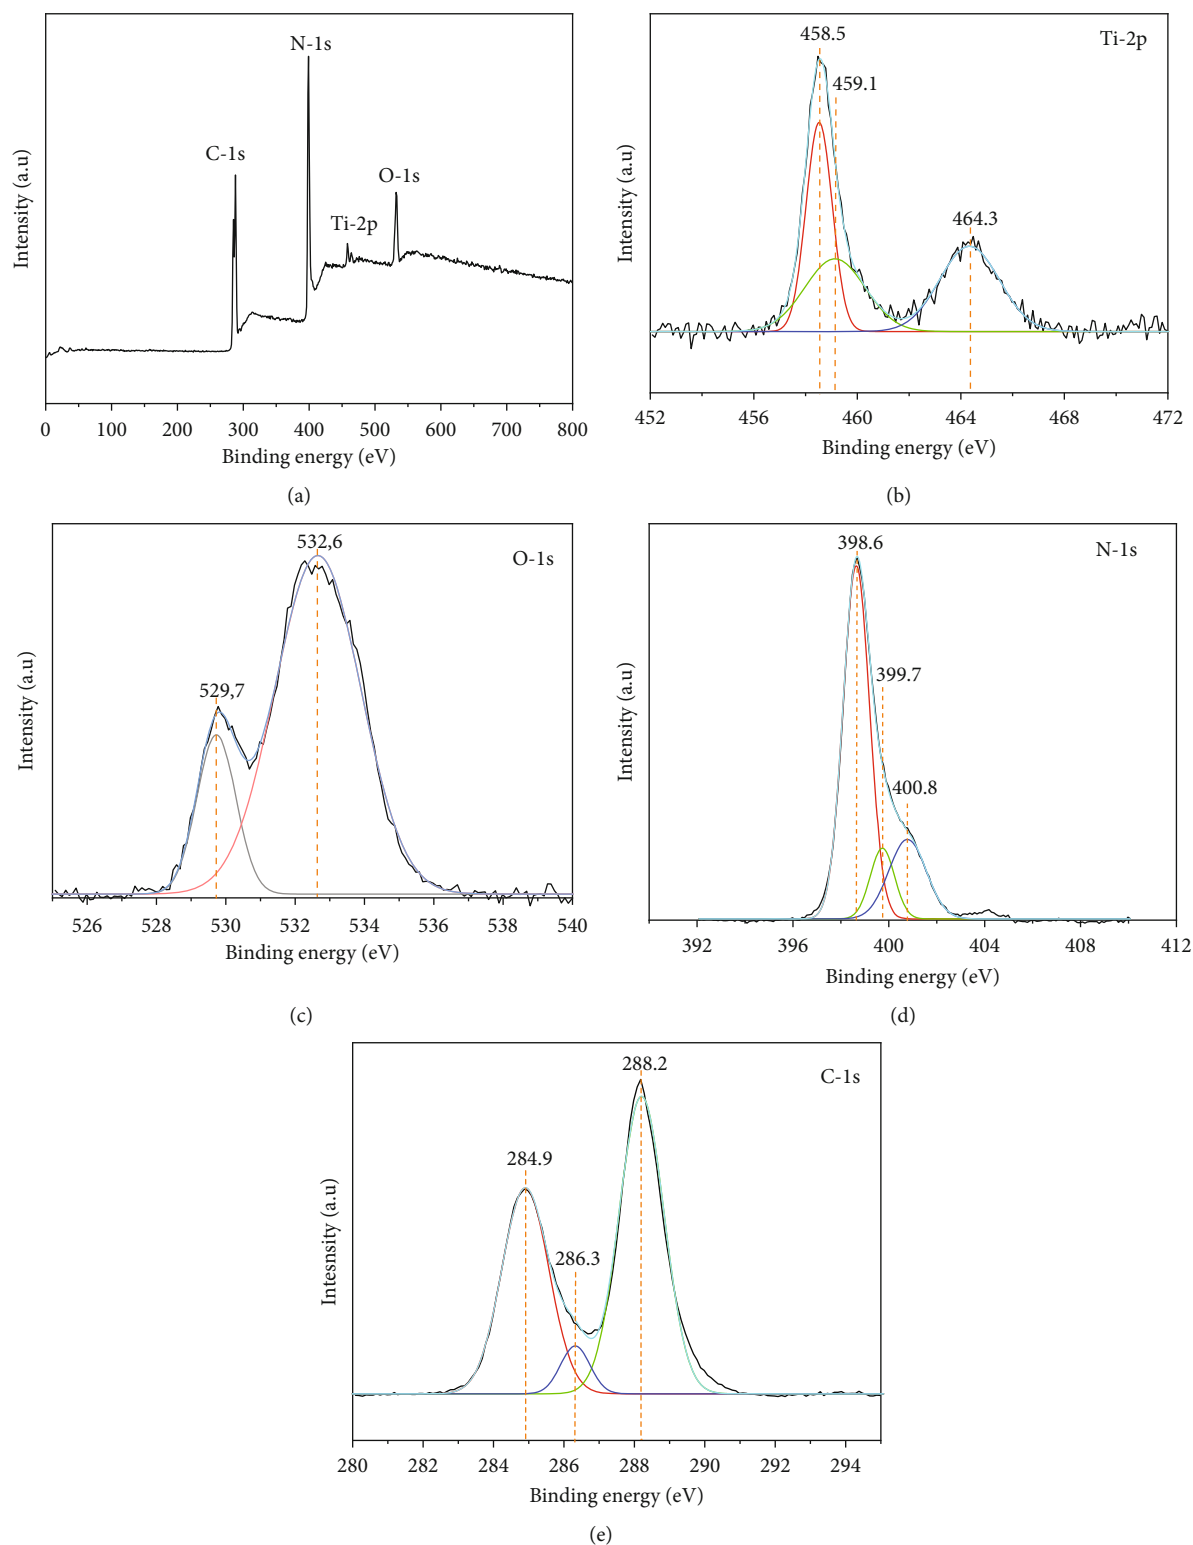 N-1s
C-1s
Ti-2p
O-1s
Intensity (a.u)
0 100 200 300 400 500 600 700 800
Binding energy (eV)
(a)
458.5
Ti-2p
459.1
464.3
Intensity (a.u)
452 456 460 464 468 472
Binding energy (eV)
(b)
532,6
O-1s
529,7
Intensity (a.u)
526 528 530 532 534 536 538 540
Binding energy (eV)
(c)
398.6
N-1s
399.7
400.8
Intensity (a.u)
392 396 400 404 408 412
Binding energy (eV)
(d)
288.2
C-1s
284.9
286.3
Intesnsity (a.u)
280 282 284 286 288 290 292 294
Binding energy (eV)
(e)